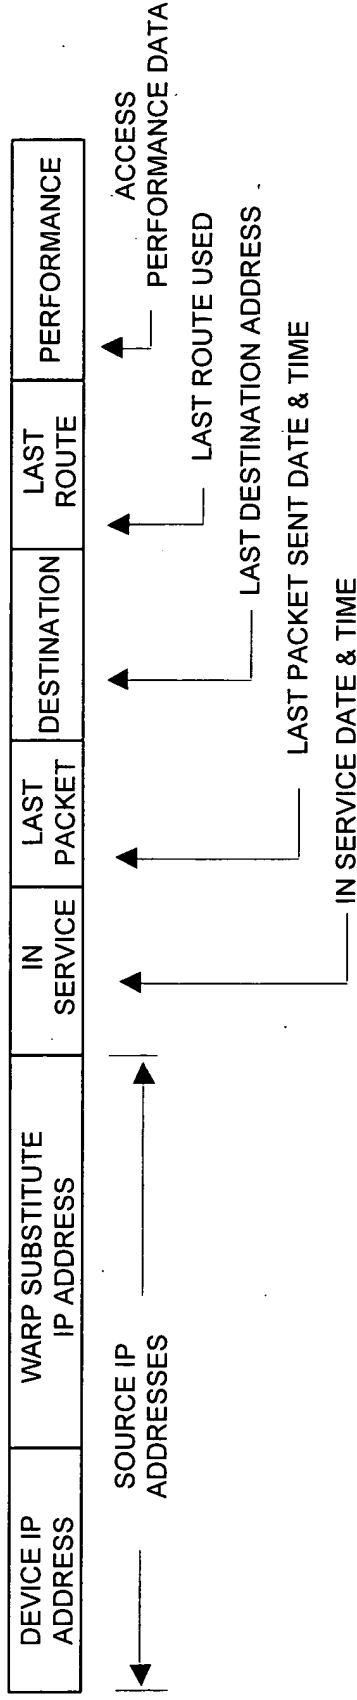 DEVICE IP
ADDRESS
WARP SUBSTITUTE
IP ADDRESS
IN
SERVICE
LAST
PACKET
DESTINATION
LAST
ROUTE
PERFORMANCE
SOURCE IP
ADDRESSES
ACCESS
PERFORMANCE DATA
LAST ROUTE USED
LAST DESTINATION ADDRESS
LAST PACKET SENT DATE & TIME
IN SERVICE DATE & TIME